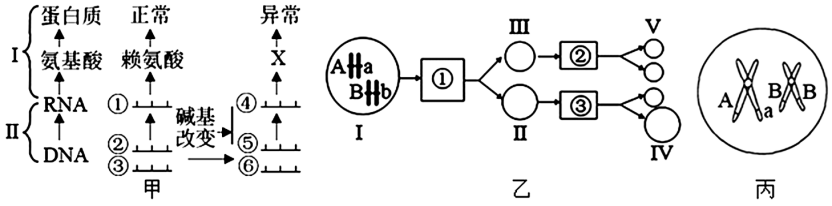 蛋白质 正常 异常
Ⅰ
氨基酸 赖氨酸 X
RNA ① ④
碱基
改变
Ⅱ
② ⑤
DNA
③ ⑥
甲
Ⅲ Ⅴ
A a ②
B b ①
③
Ⅰ Ⅱ Ⅳ
乙
A a B B
丙